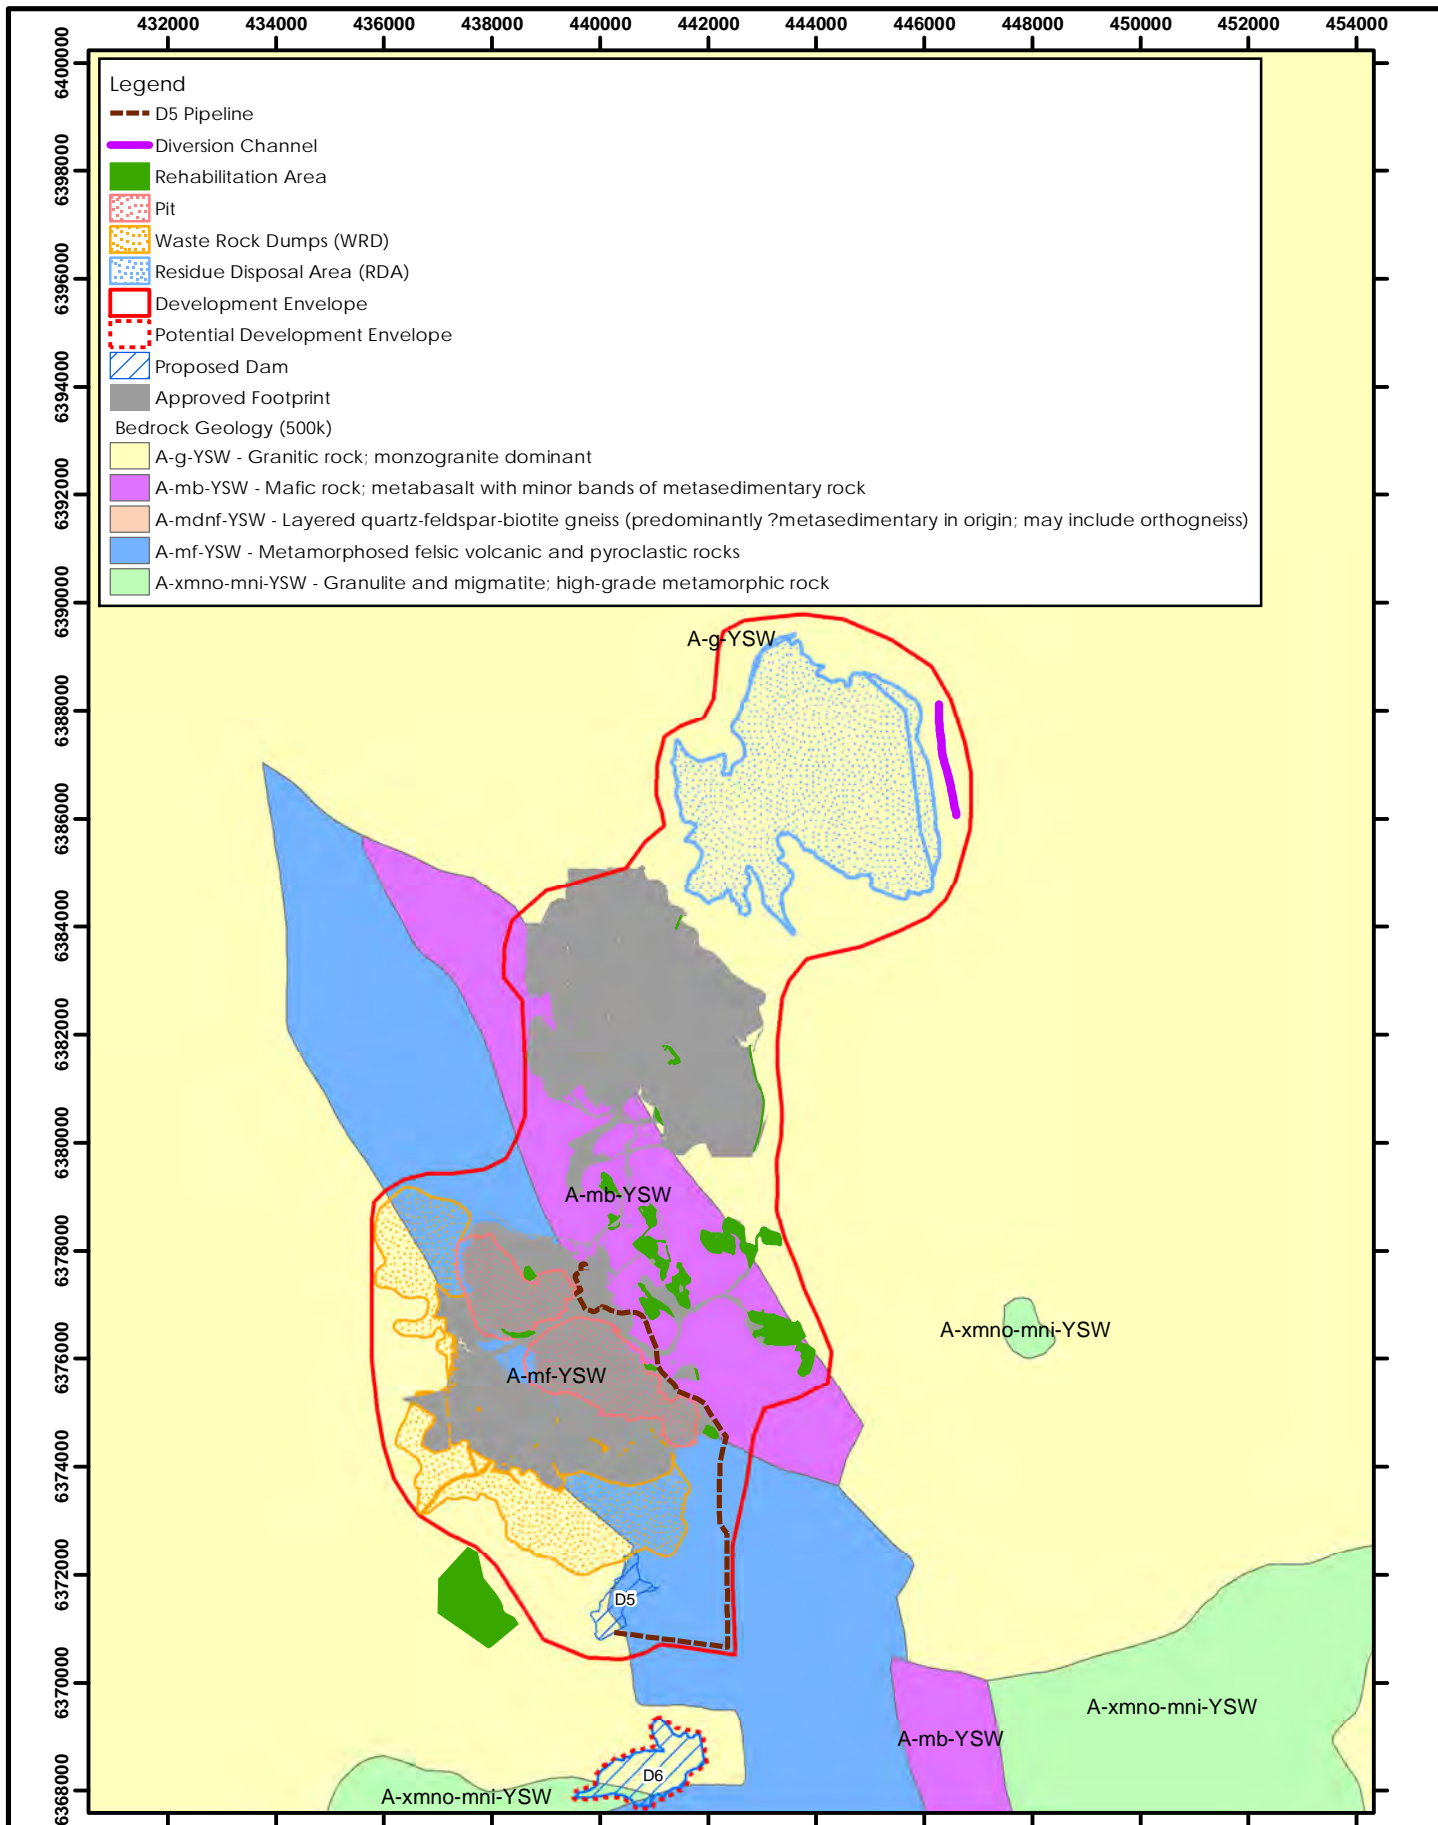 432000 434000 436000 438000 440000 442000 444000 446000 448000 450000 452000 454000
6400000
6398000
6396000
6394000
6392000
6390000
6388000
6386000
6384000
6382000
6380000
6378000
6376000
6374000
6372000
6370000
6368000
Legend
D5 Pipeline
Diversion Channel
Rehabilitation Area
Pit
Waste Rock Dumps (WRD)
Residue Disposal Area (RDA)
Development Envelope
Potential Development Envelope
Proposed Dam
Approved Footprint
Bedrock Geology (500k)
A-g-YSW - Granitic rock; monzogranite dominant
A-mb-YSW - Mafic rock; metabasalt with minor bands of metasedimentary rock
A-mdnf-YSW - Layered quartz-feldspar-biotite gneiss (predominantly ?metasedimentary in origin; may include orthogneiss)
A-mf-YSW - Metamorphosed felsic volcanic and pyroclastic rocks
A-xmno-mni-YSW - Granulite and migmatite; high-grade metamorphic rock
A-g-YSW
A-mb-YSW
A-xmno-mni-YSW
A-mf-YSW
D5
A-xmno-mni-YSW
A-mb-YSW
D6
A-xmno-mni-YSW